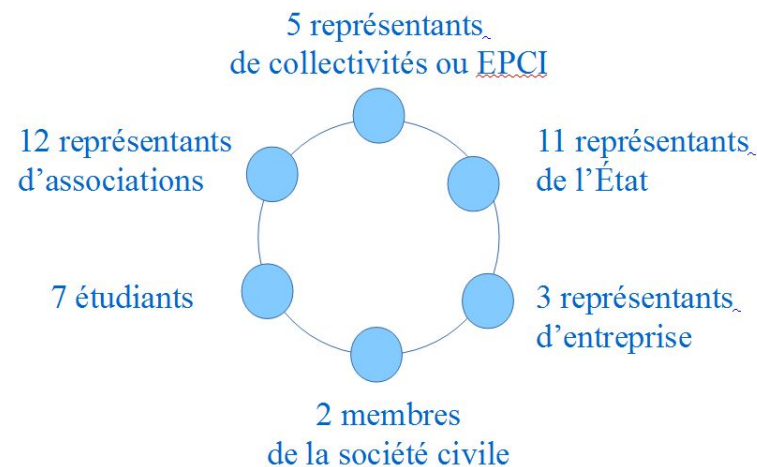 5 représentants
de collectivités ou EPCI
12 représentants
d’associations
11 représentants
de l’État
7 étudiants
3 représentants
d’entreprise
2 membres
de la société civile